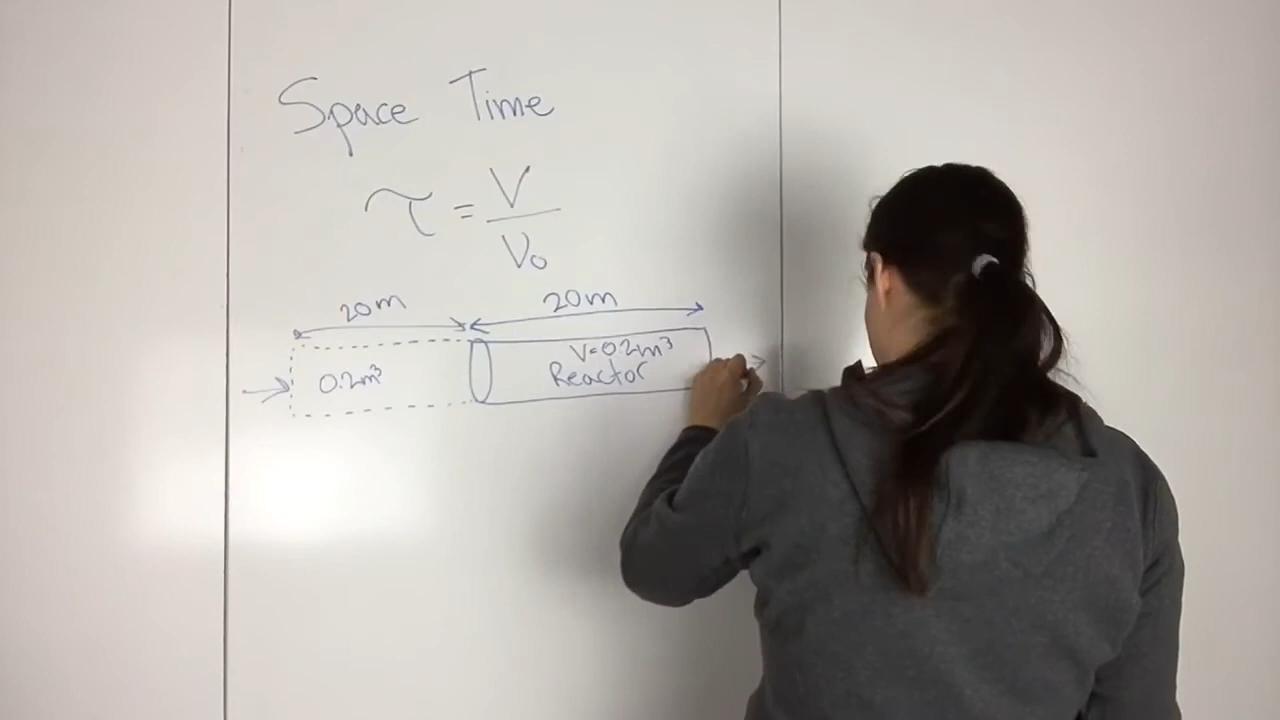 Space Time
τ = V
V₀
20m 20m
V=0.2m³
0.2m³ Reactor